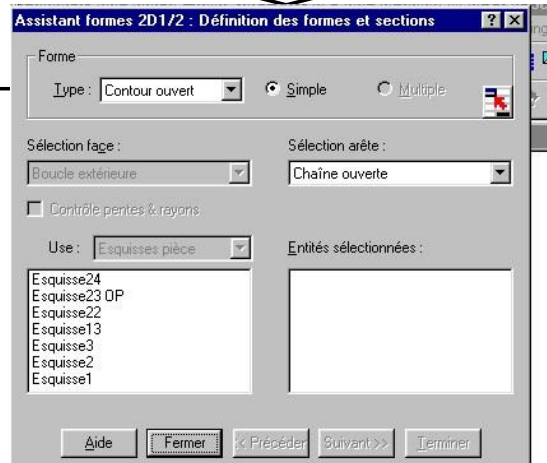 Assistant formes 2D1/2 : Définition des formes et sections
Forme
Type : Contour ouvert Simple Multiple
Sélection face :
Boucle extérieure
Sélection arête :
Chaîne ouverte
Contrôle pentes & rayons
Use : Esquisses pièce
Entités sélectionnées :
Esquisse24
Esquisse23 OP
Esquisse22
Esquisse13
Esquisse3
Esquisse2
Esquisse1
Aide Fermer << Précéder Suivant >> Terminer